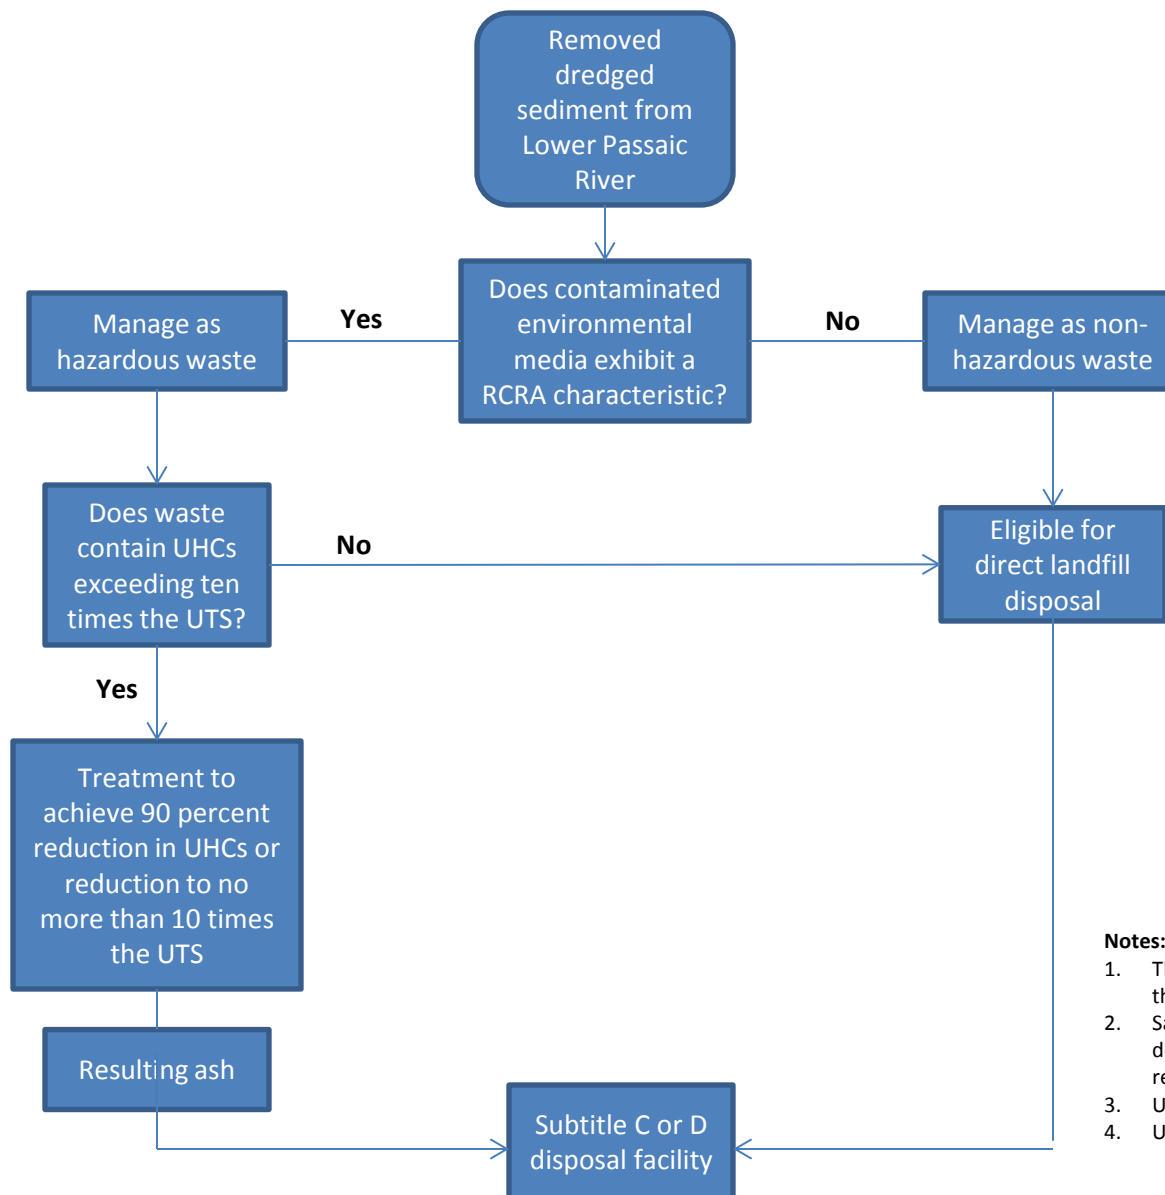 Removed
dredged
sediment from
Lower Passaic
River
Does contaminated
environmental
media exhibit a
RCRA characteristic?
Yes
No
Manage as
hazardous waste
Manage as non-
hazardous waste
Does waste
contain UHCs
exceeding ten
times the UTS?
No
Eligible for
direct landfill
disposal
Yes
Treatment to
achieve 90 percent
reduction in UHCs or
reduction to no
more than 10 times
the UTS
Resulting ash
Subtitle C or D
disposal facility
Notes:
1.
2.
3.
4.